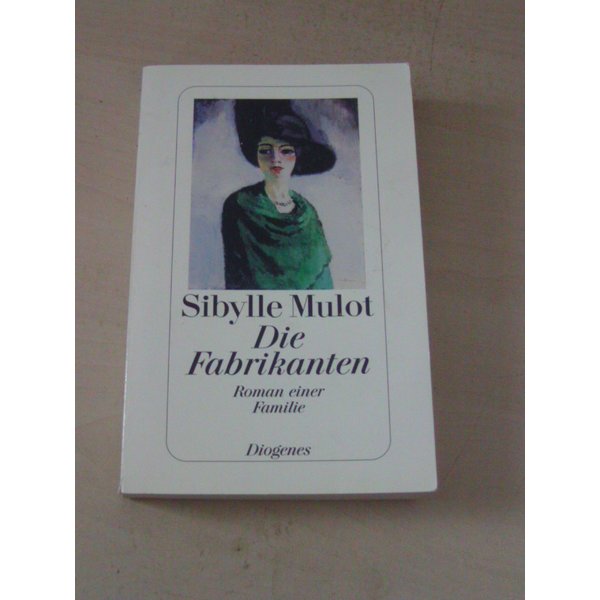 Sibylle Mulot
Die
Fabrikanten
Roman einer
Familie
Diogenes